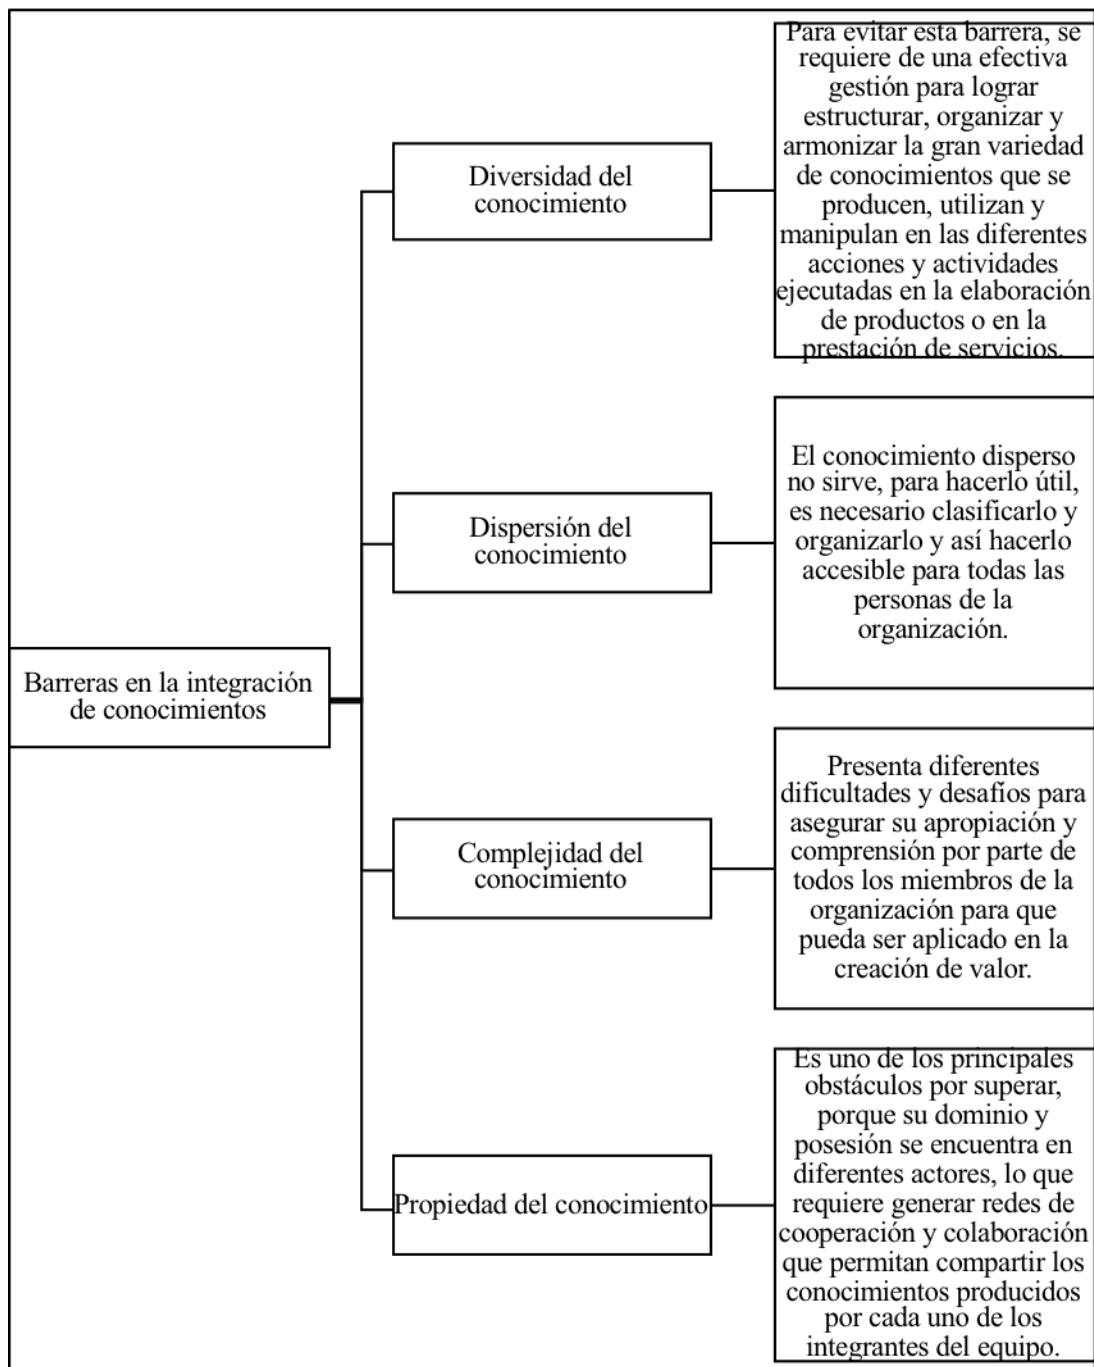 Barreras en la integración
de conocimientos
Diversidad del
conocimiento
Para evitar esta barrera, se
requiere de una efectiva
gestión para lograr
estructurar, organizar y
armonizar la gran variedad
de conocimientos que se
producen, utilizan y
manipulan en las diferentes
acciones y actividades
ejecutadas en la elaboración
de productos o en la
prestación de servicios.
Dispersión del
conocimiento
El conocimiento disperso
no sirve, para hacerlo útil,
es necesario clasificarlo y
organizarlo y así hacerlo
accesible para todas las
personas de la
organización.
Complejidad del
conocimiento
Presenta diferentes
dificultades y desafíos para
asegurar su apropiación y
comprensión por parte de
todos los miembros de la
organización para que
pueda ser aplicado en la
creación de valor.
Propiedad del conocimiento
Es uno de los principales
obstáculos por superar,
porque su dominio y
posesión se encuentra en
diferentes actores, lo que
requiere generar redes de
cooperación y colaboración
que permitan compartir los
conocimientos producidos
por cada uno de los
integrantes del equipo.